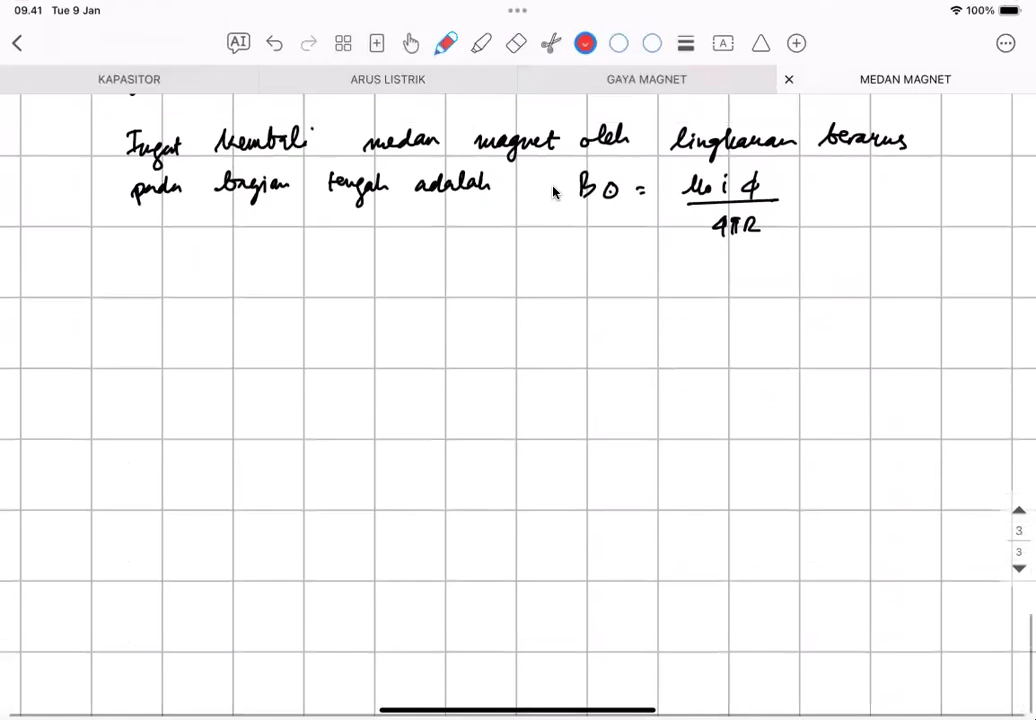 09.41 Tue 9 Jan
100%
AI
A
KAPASITOR
ARUS LISTRIK
GAYA MAGNET
MEDAN MAGNET
Ingat kembali medan magnet oleh lingkaran berarus
pada bagian tengah adalah B O = μ₀ i ϕ
4πR
3
3